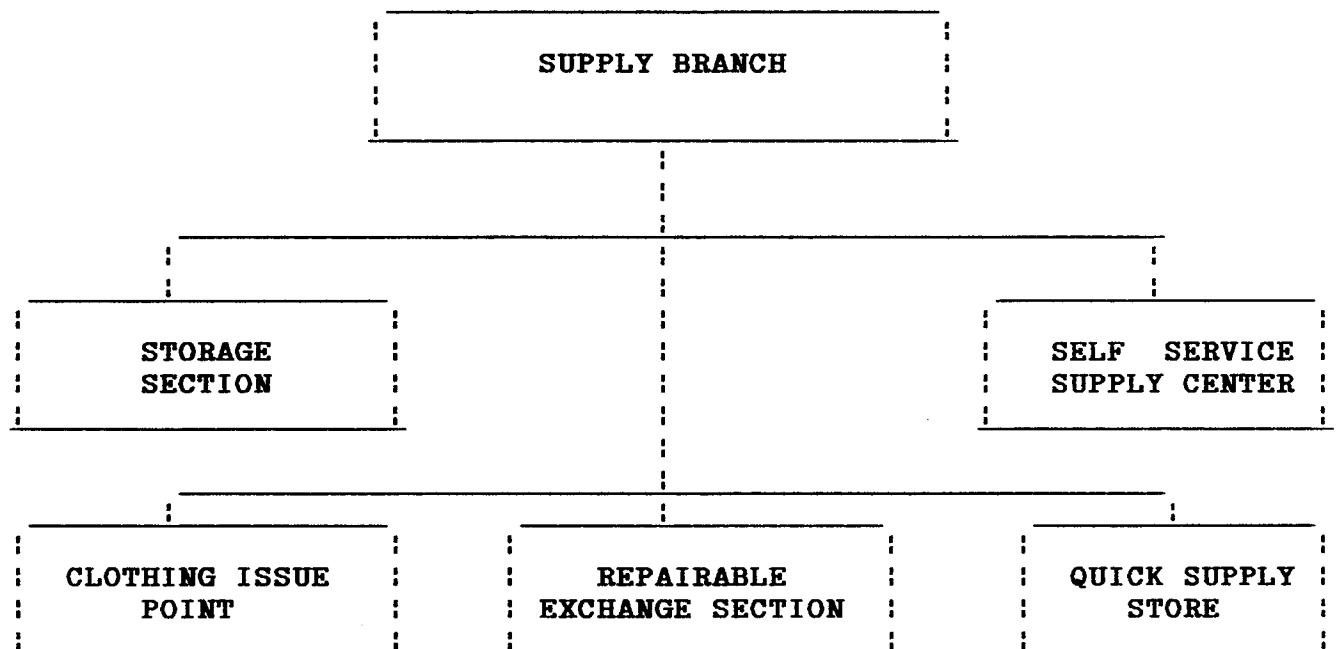 SUPPLY BRANCH
STORAGE
SECTION
SELF SERVICE
SUPPLY CENTER
CLOTHING ISSUE
POINT
REPAIRABLE
EXCHANGE SECTION
QUICK SUPPLY
STORE